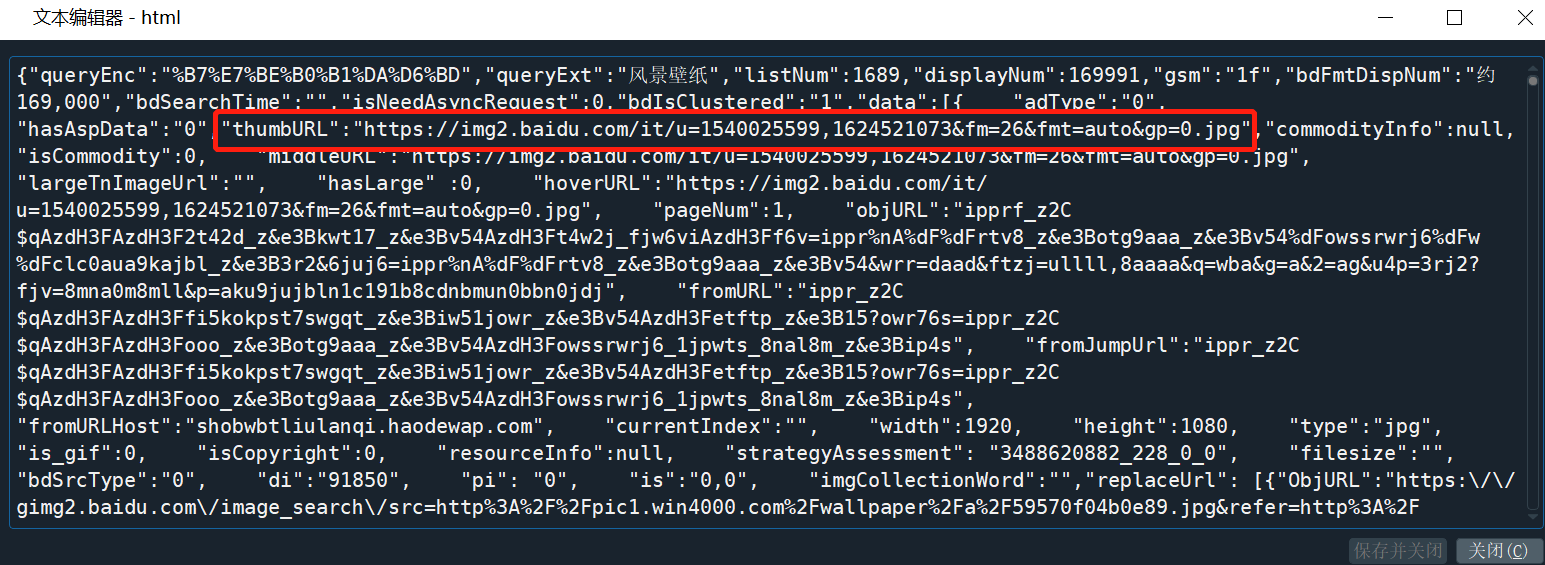 文本编辑器 - html
{"queryEnc":"%B7%E7%BE%B0%B1%DA%D6%BD","queryExt":"风景壁纸","listNum":1689,"displayNum":169991,"gsm":"1f","bdFmtDispNum":"约
169,000","bdSearchTime":"","isNeedAsyncRequest":0,"bdIsClustered":"1","data":[{    "adType":"0",
"hasAspData":"0","thumbURL":"https://img2.baidu.com/it/u=1540025599,1624521073&fm=26&fmt=auto&gp=0.jpg","commodityInfo":null,
"isCommodity":0,    "middleURL":"https://img2.baidu.com/it/u=1540025599,1624521073&fm=26&fmt=auto&gp=0.jpg",
"largeTnImageUrl":"",    "hasLarge" :0,    "hoverURL":"https://img2.baidu.com/it/
u=1540025599,1624521073&fm=26&fmt=auto&gp=0.jpg",    "pageNum":1,    "objURL":"ipprf_z2C
$qAzdH3FAzdH3F2t42d_z&e3Bkwt17_z&e3Bv54AzdH3Ft4w2j_fjw6viAzdH3Ff6v=ippr%nA%dF%dFrtv8_z&e3Botg9aaa_z&e3Bv54%dFowssrwrj6%dFw
%dFclc0aua9kajbl_z&e3B3r2&6juj6=ippr%nA%dF%dFrtv8_z&e3Botg9aaa_z&e3Bv54&wrr=daad&ftzj=ullll,8aaaa&q=wba&g=a&2=ag&u4p=3rj2?
fjv=8mna0m8mll&p=aku9jujbln1c191b8cdnbmun0bbn0jdj",    "fromURL":"ippr_z2C
$qAzdH3FAzdH3Ffi5kokpst7swgqt_z&e3Biw51jowr_z&e3Bv54AzdH3Fetftp_z&e3B15?owr76s=ippr_z2C
$qAzdH3FAzdH3Fooo_z&e3Botg9aaa_z&e3Bv54AzdH3Fowssrwrj6_1jpwts_8nal8m_z&e3Bip4s",    "fromJumpUrl":"ippr_z2C
$qAzdH3FAzdH3Ffi5kokpst7swgqt_z&e3Biw51jowr_z&e3Bv54AzdH3Fetftp_z&e3B15?owr76s=ippr_z2C
$qAzdH3FAzdH3Fooo_z&e3Botg9aaa_z&e3Bv54AzdH3Fowssrwrj6_1jpwts_8nal8m_z&e3Bip4s",
"fromURLHost":"shobwbtliulanqi.haodewap.com",    "currentIndex":"",    "width":1920,    "height":1080,    "type":"jpg",
"is_gif":0,    "isCopyright":0,    "resourceInfo":null,    "strategyAssessment": "3488620882_228_0_0",    "filesize":"",
"bdSrcType":"0",    "di":"91850",    "pi": "0",    "is":"0,0",    "imgCollectionWord":"","replaceUrl": [{"ObjURL":"https:\/\/
gimg2.baidu.com\/image_search\/src=http%3A%2F%2Fpic1.win4000.com%2Fwallpaper%2Fa%2F59570f04b0e89.jpg&refer=http%3A%2F
保存并关闭 关闭(C)